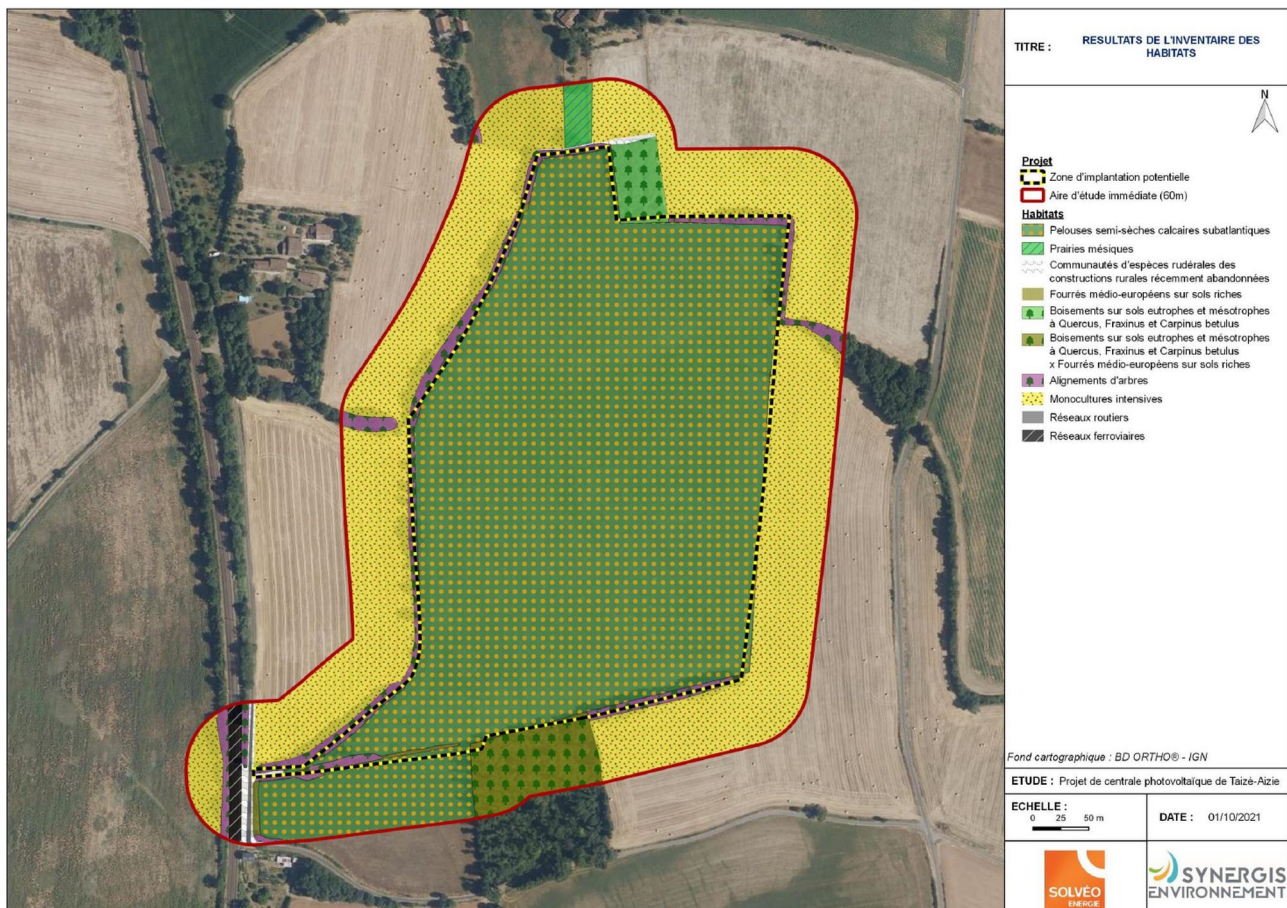 TITRE :
RESULTATS DE L'INVENTAIRE DES
HABITATS
N
Projet
Zone d'implantation potentielle
Aire d'étude immédiate (60m)
Habitats
Pelouses semi-sèches calcaires subatlantiques
Prairies mésiques
Communautés d'espèces rudérales des
constructions rurales récemment abandonnées
Fourrés médio-européens sur sols riches
Boisements sur sols eutrophes et mésotrophes
à Quercus, Fraxinus et Carpinus betulus
Boisements sur sols eutrophes et mésotrophes
à Quercus, Fraxinus et Carpinus betulus
x Fourrés médio-européens sur sols riches
Alignements d'arbres
Monocultures intensives
Réseaux routiers
Réseaux ferroviaires
Fond cartographique : BD ORTHO® - IGN
ETUDE : Projet de centrale photovoltaïque de Taizé-Aizie
ECHELLE :
0 25 50 m
DATE : 01/10/2021
SOLVÉO
ENERGIE
SYNERGIS
ENVIRONNEMENT